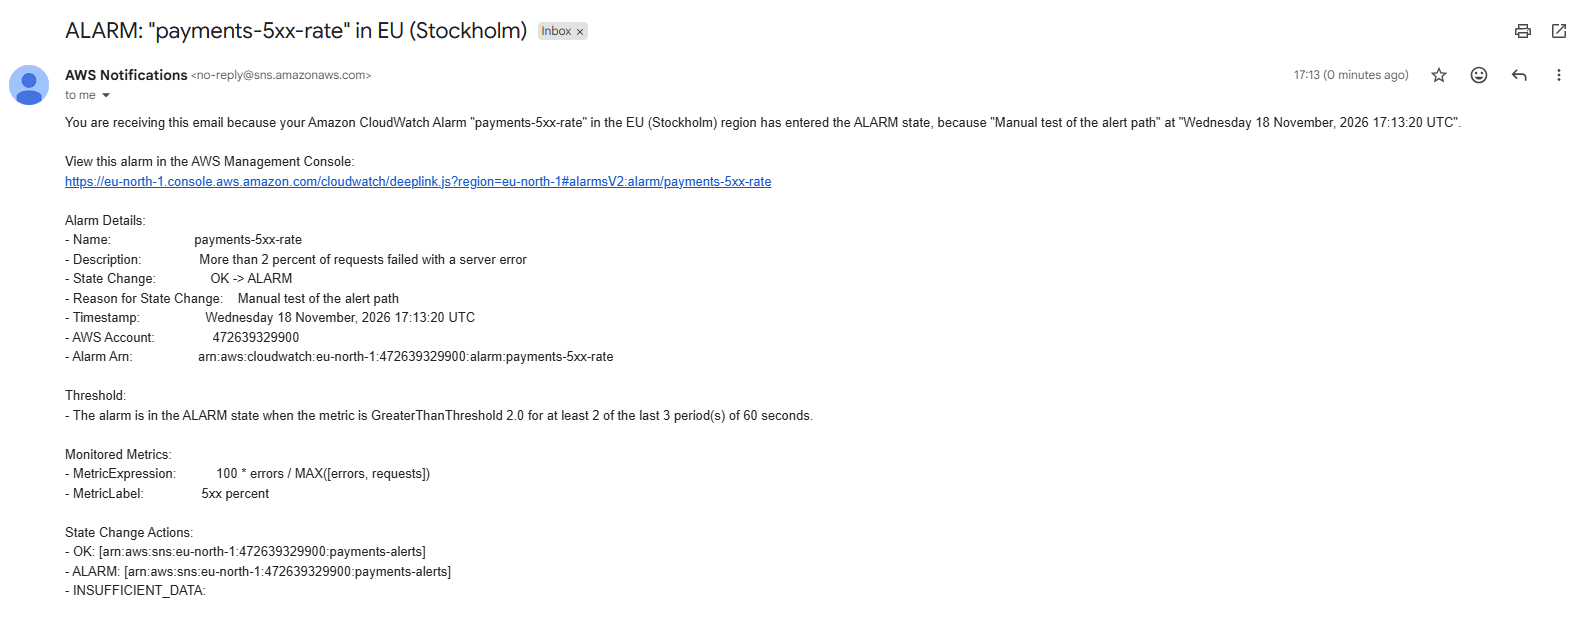 ALARM: "payments-5xx-rate" in EU (Stockholm) Inbox ×
AWS Notifications <no-reply@sns.amazonaws.com> 17:13 (0 minutes ago)
to me
You are receiving this email because your Amazon CloudWatch Alarm "payments-5xx-rate" in the EU (Stockholm) region has entered the ALARM state, because "Manual test of the alert path" at "Wednesday 18 November, 2026 17:13:20 UTC".
View this alarm in the AWS Management Console:
https://eu-north-1.console.aws.amazon.com/cloudwatch/deeplink.js?region=eu-north-1#alarmsV2:alarm/payments-5xx-rate
Alarm Details:
- Name: payments-5xx-rate
- Description: More than 2 percent of requests failed with a server error
- State Change: OK -> ALARM
- Reason for State Change: Manual test of the alert path
- Timestamp: Wednesday 18 November, 2026 17:13:20 UTC
- AWS Account: 472639329900
- Alarm Arn: arn:aws:cloudwatch:eu-north-1:472639329900:alarm:payments-5xx-rate
Threshold:
- The alarm is in the ALARM state when the metric is GreaterThanThreshold 2.0 for at least 2 of the last 3 period(s) of 60 seconds.
Monitored Metrics:
- MetricExpression: 100 * errors / MAX([errors, requests])
- MetricLabel: 5xx percent
State Change Actions:
- OK: [arn:aws:sns:eu-north-1:472639329900:payments-alerts]
- ALARM: [arn:aws:sns:eu-north-1:472639329900:payments-alerts]
- INSUFFICIENT_DATA: